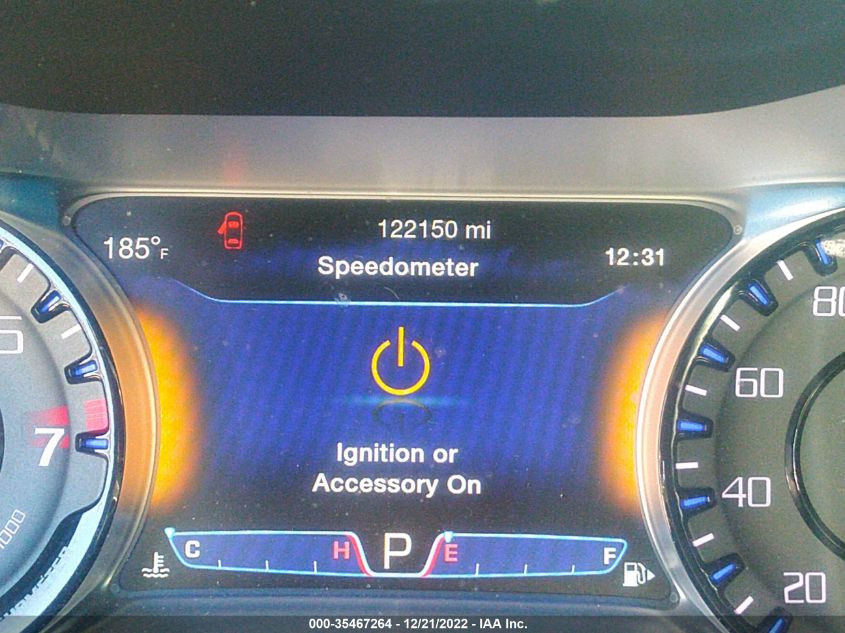 122150 mi
185°F
Speedometer
12:31
Ignition or
Accessory On
C H P E F
5
7
80
60
40
20
000-35467264 - 12/21/2022 - IAA Inc.